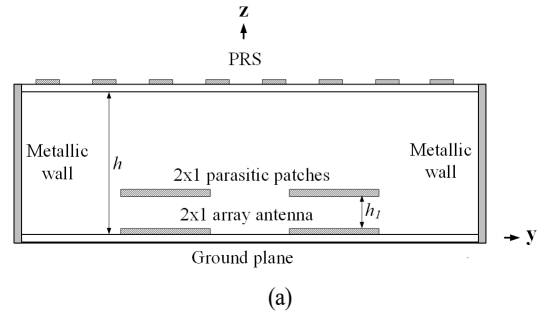 z
PRS
Metallic
wall
h
Metallic
wall
2x1 parasitic patches
2x1 array antenna
h1
y
Ground plane
(a)